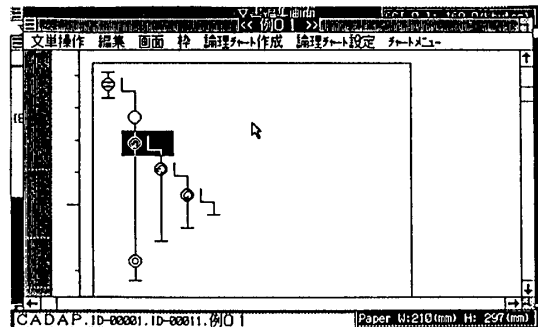 << 例01 >>
文単操作 編集 画面 枠 論理チャート作成 論理チャート設定 チャートメニュー
CADAP.ID-00001.ID-00011.例01
Paper W:210(mm) H: 297(mm)